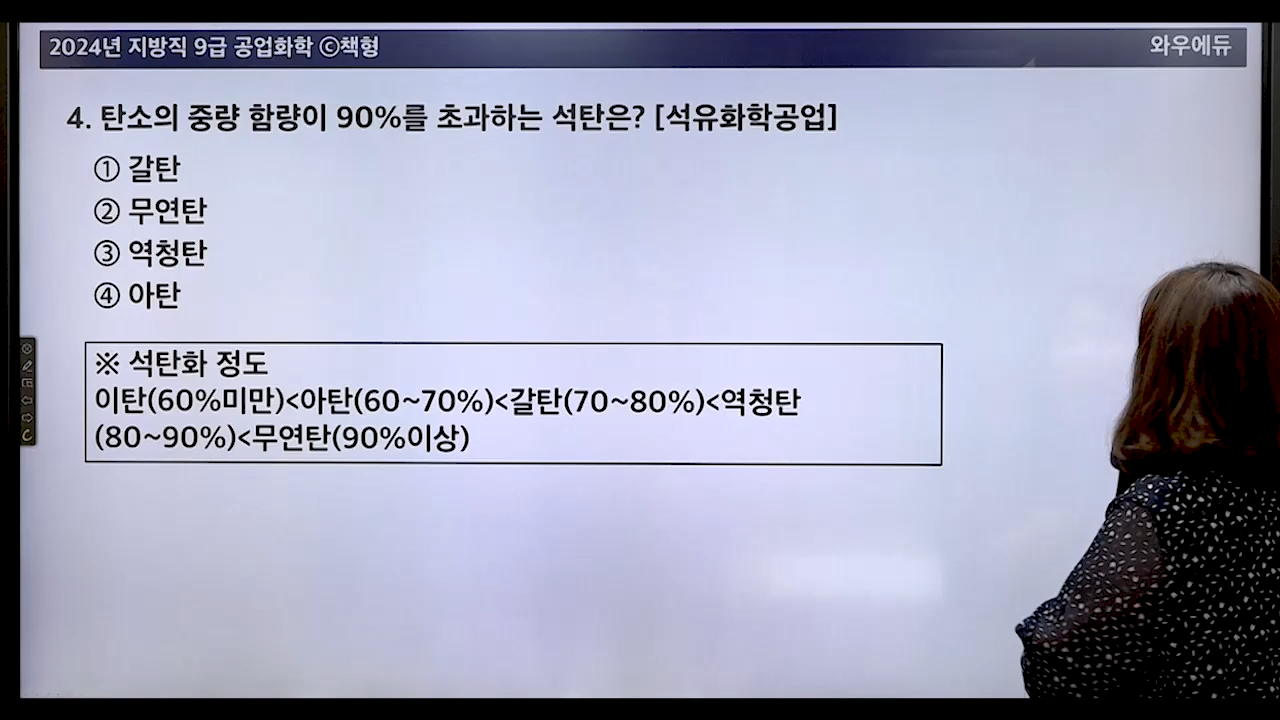 2024년 지방직 9급 공업화학 ⓒ책형
와우에듀
4. 탄소의 중량 함량이 90%를 초과하는 석탄은? [석유화학공업]
① 갈탄
② 무연탄
③ 역청탄
④ 아탄
※ 석탄화 정도
이탄(60%미만)<아탄(60~70%)<갈탄(70~80%)<역청탄
(80~90%)<무연탄(90%이상)